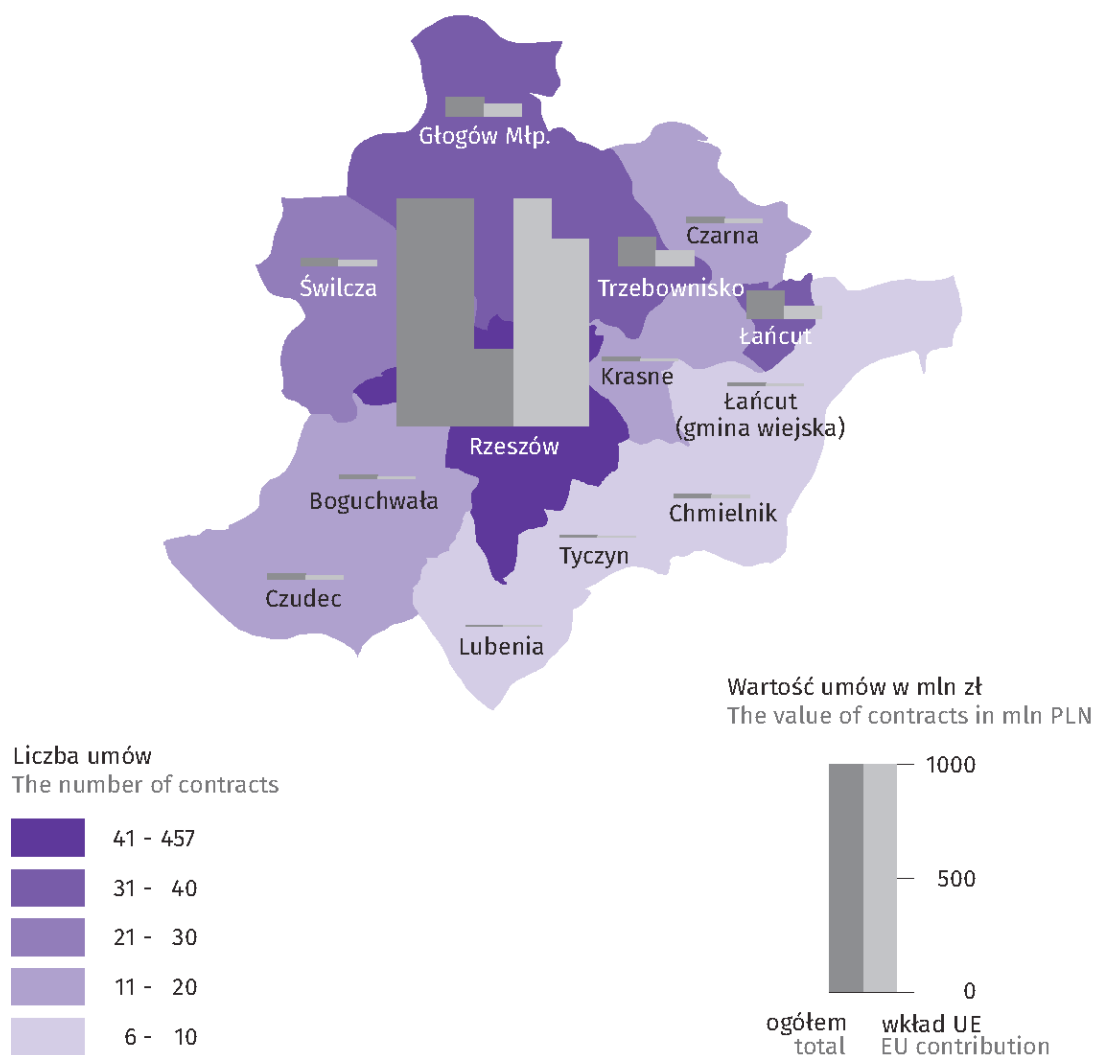 Głogów Młp.
Czarna
Świlcza
Trzebownisko
Łańcut
Krasne
Łańcut
(gmina wiejska)
Rzeszów
Boguchwała
Chmielnik
Tyczyn
Czudec
Lubenia
Wartość umów w mln zł
The value of contracts in mln PLN
1000
500
0
ogółem wkład UE
total EU contribution
Liczba umów
The number of contracts
41 - 457
31 - 40
21 - 30
11 - 20
6 - 10